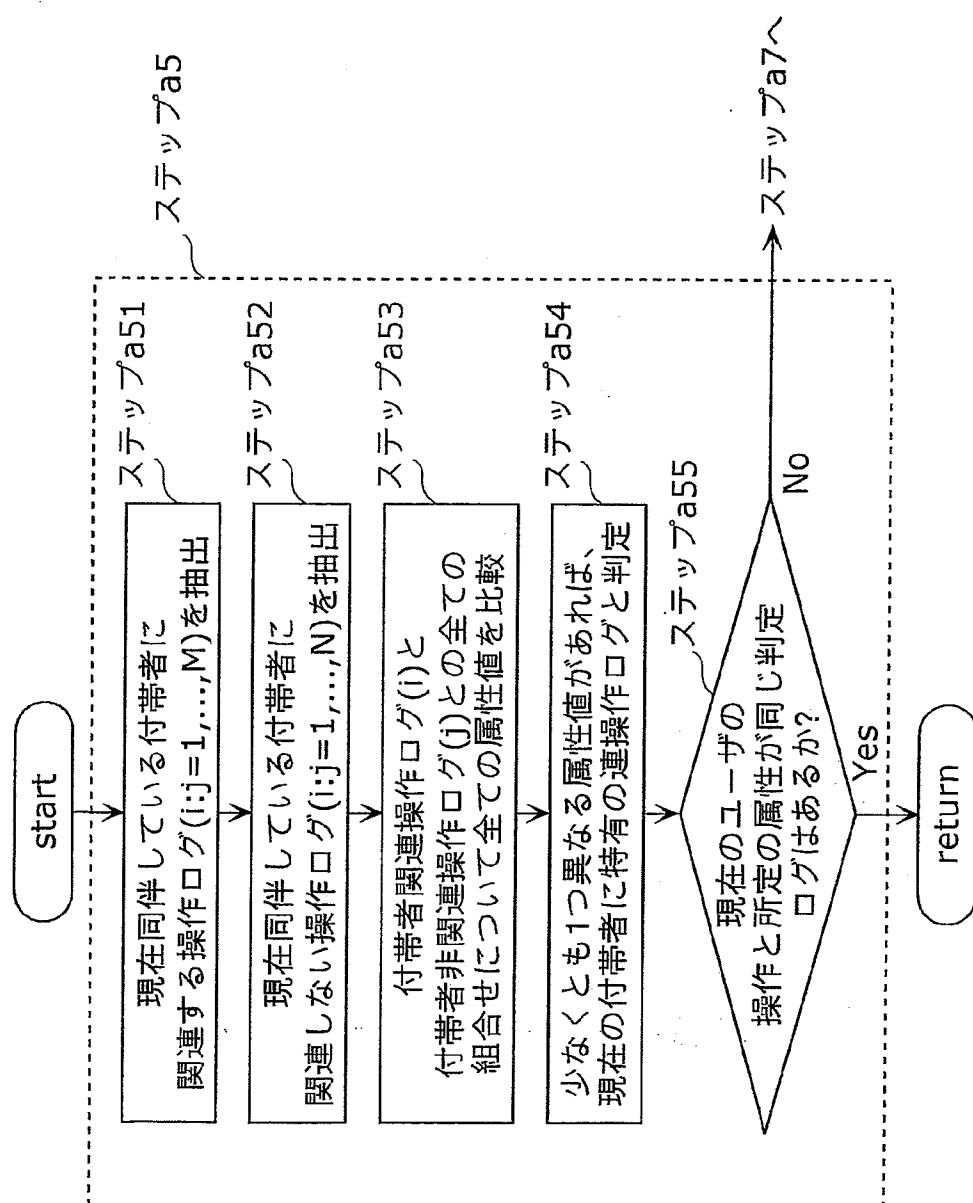 start
ステップa5
ステップa51
現在同伴している付帯者に
関連する操作ログ(i:j=1,...,M)を抽出
ステップa52
現在同伴している付帯者に
関連しない操作ログ(i:j=1,...,N)を抽出
ステップa53
付帯者関連操作ログ(i)と
付帯者非関連操作ログ(j)との全ての
組合せについて全ての属性値を比較
ステップa54
少なくとも1つ異なる属性値があれば、
現在の付帯者に特有の連操作ログと判定
ステップa55
現在のユーザの
操作と所定の属性が同じ判定
ログはあるか?
No
ステップa7へ
Yes
return